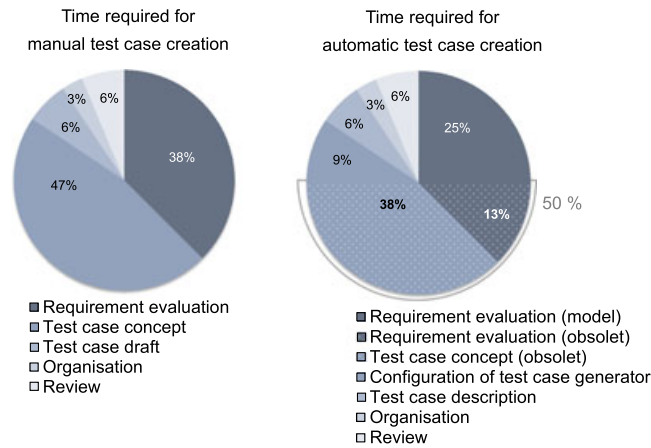 Time required for
manual test case creation
3%
6%
6%
38%
47%
Requirement evaluation
Test case concept
Test case draft
Organisation
Review
Time required for
automatic test case creation
3%
6%
6%
25%
9%
38%
13%
50 %
Requirement evaluation (model)
Requirement evaluation (obsolet)
Test case concept (obsolet)
Configuration of test case generator
Test case description
Organisation
Review